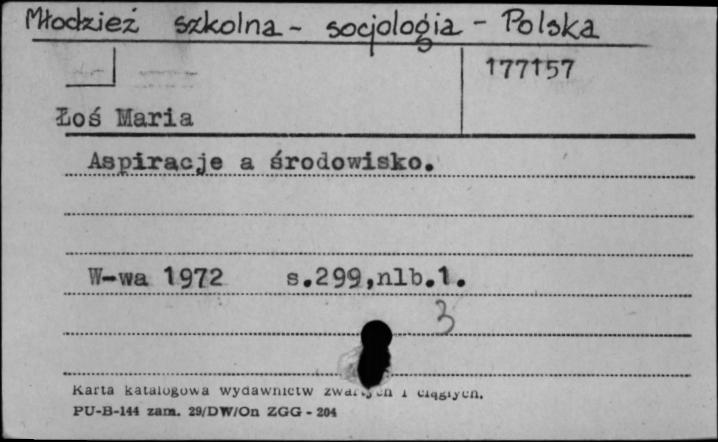 Młodzież szkolna - socjologia - Polska
177157
Łoś Maria
Aspiracje a środowisko.
W-wa 1972 s.299,nlb.1.
3
Karta katalogowa wydawnictw zwartych i ciągłych.
PU-B-144 zam. 29/DW/On ZGG - 204